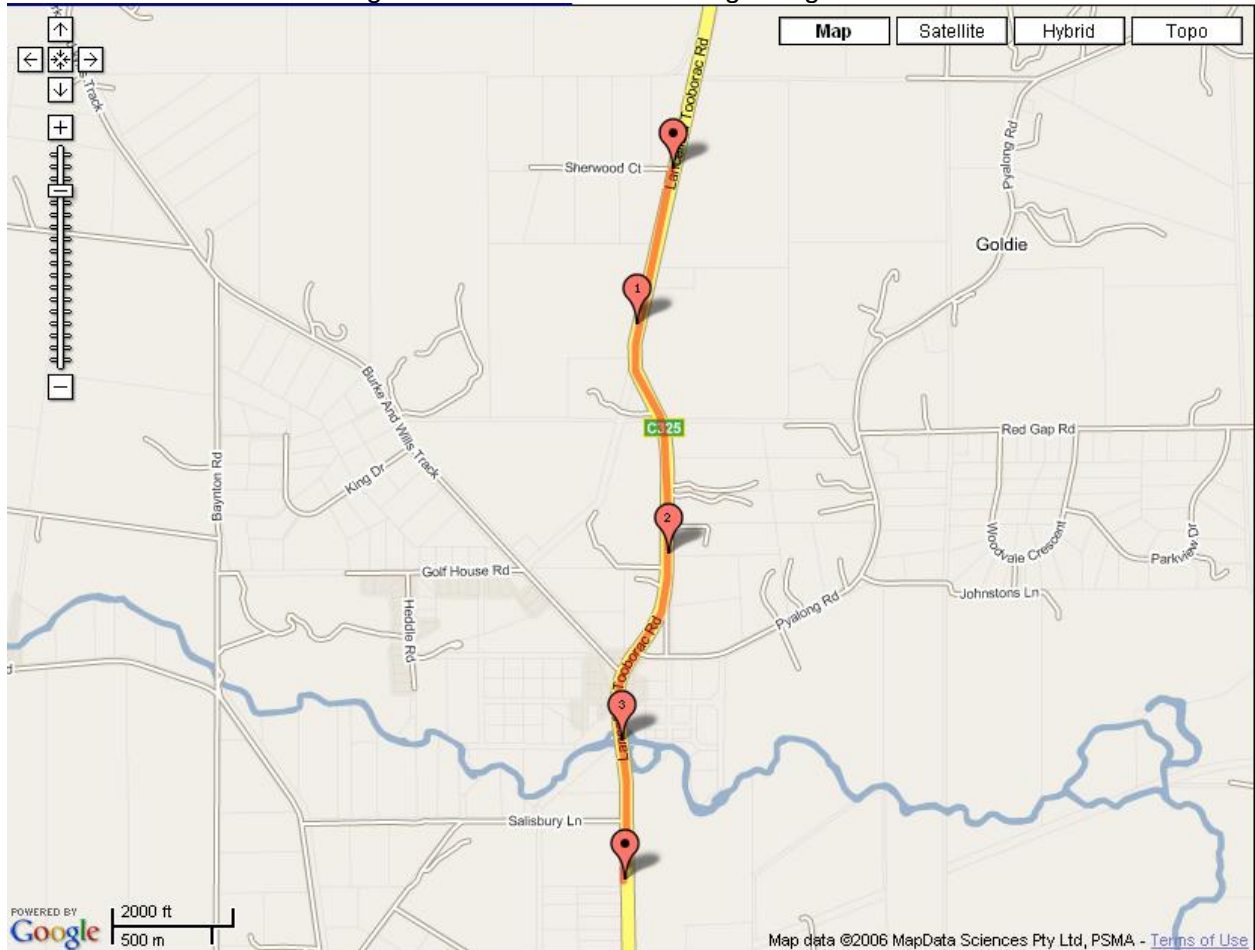 Map
Satellite
Hybrid
Topo
Track
Tooborac Rd
Sherwood Ct
Pyalong Rd
Goldie
1
Burke And Wills Track
C325
Red Gap Rd
King Dr
Baynton Rd
2
Woodvale Crescent
Parkview Dr
Golf House Rd
Johnstons Ln
Heddle Rd
Pyalong Rd
Tooborac Rd
3
Salisbury Ln
POWERED BY
Google
2000 ft
500 m
Map data ©2006 MapData Sciences Pty Ltd, PSMA - Terms of Use